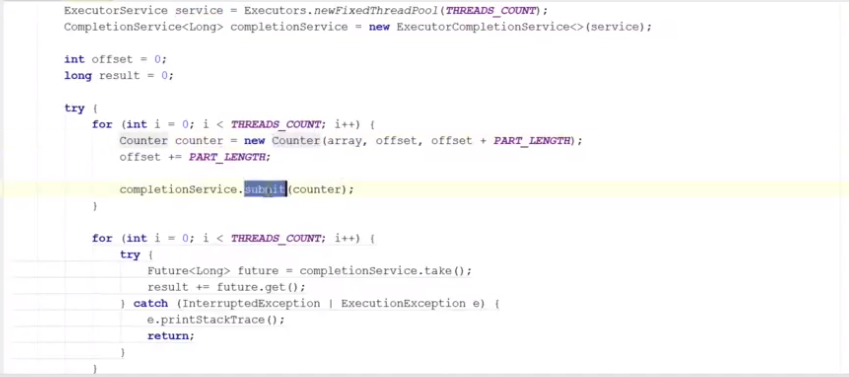 ExecutorService service = Executors.newFixedThreadPool(THREADS_COUNT);
CompletionService<Long> completionService = new ExecutorCompletionService<>(service);
int offset = 0;
long result = 0;
try {
for (int i = 0; i < THREADS_COUNT; i++) {
Counter counter = new Counter(array, offset, offset + PART_LENGTH);
offset += PART_LENGTH;
completionService.submit(counter);
}
for (int i = 0; i < THREADS_COUNT; i++) {
try {
Future<Long> future = completionService.take();
result += future.get();
} catch (InterruptedException | ExecutionException e) {
e.printStackTrace();
return;
}
}